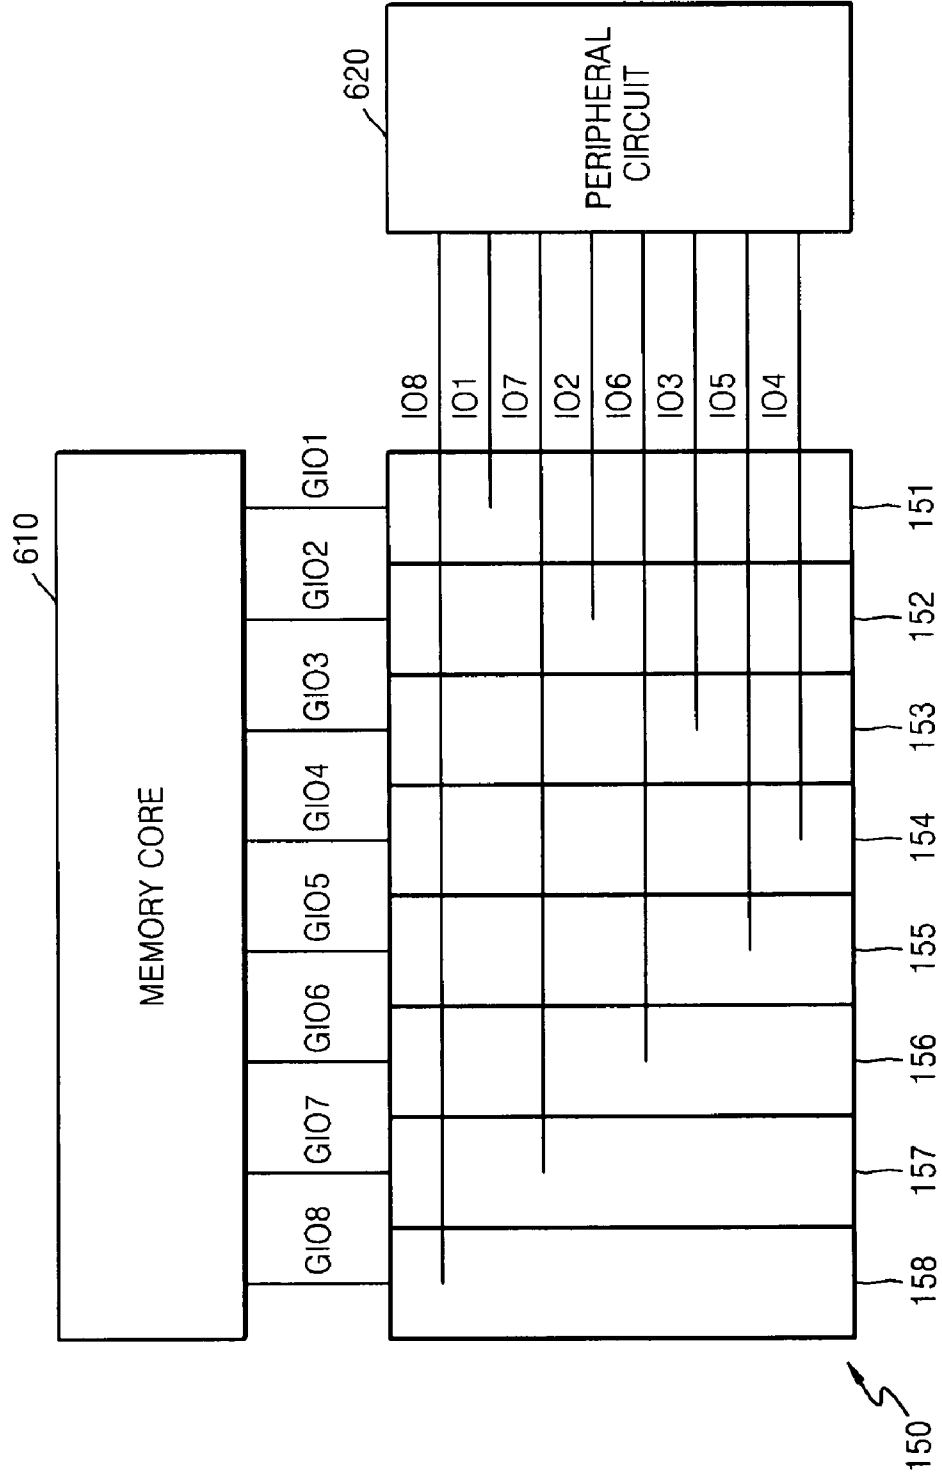 610
MEMORY CORE
GIO8
GIO7
GIO6
GIO5
GIO4
GIO3
GIO2
GIO1
620
PERIPHERAL
CIRCUIT
IO8
IO1
IO7
IO2
IO6
IO3
IO5
IO4
150
158
157
156
155
154
153
152
151